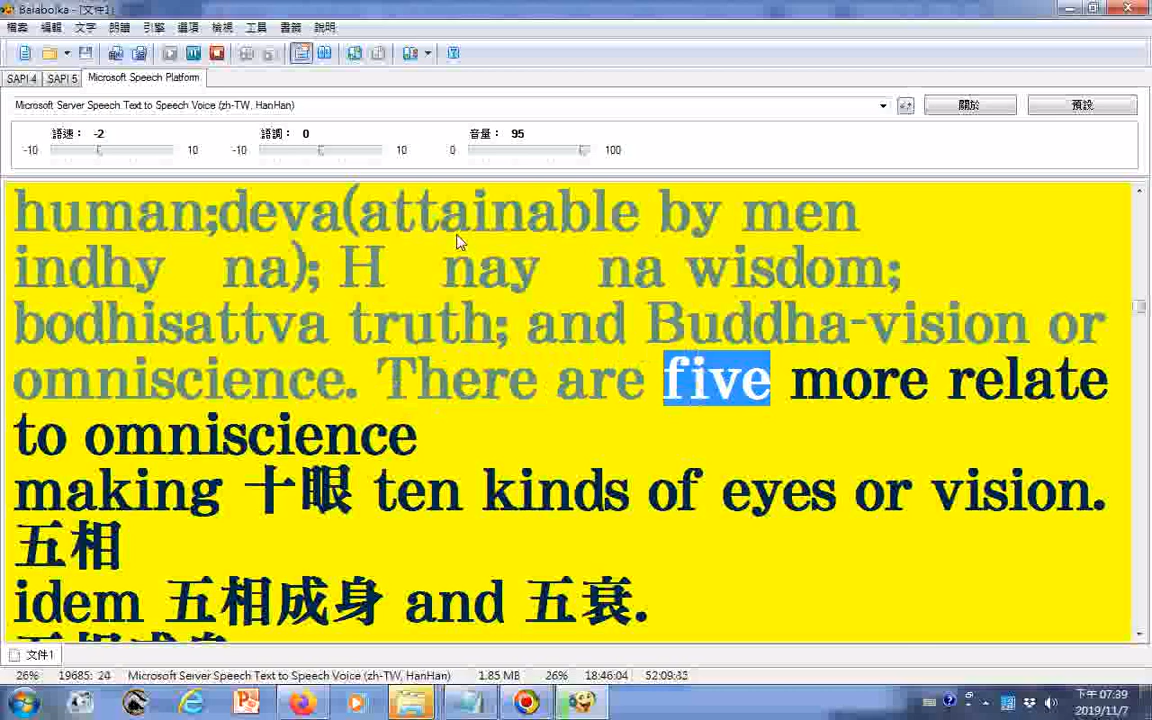 Balabolka - [文件1]
檔案 編輯 文字 朗讀 引擎 選項 檢視 工具 書籤 說明
SAPI 4 SAPI 5 Microsoft Speech Platform
Microsoft Server Speech Text to Speech Voice (zh-TW, HanHan) 關於 預設
語速： -2 語調： 0 音量： 95
-10 10 -10 10 0 100
human;deva(attainable by men
indhy na); H nay na wisdom;
bodhisattva truth; and Buddha-vision or
omniscience. There are five more relate
to omniscience
making 十眼 ten kinds of eyes or vision.
五相
idem 五相成身 and 五衰.
五相成身
文件1
26% 19685: 24 Microsoft Server Speech Text to Speech Voice (zh-TW, HanHan) 1.85 MB 26% 18:46:04 52:09:33
下午 07:39
2019/11/7